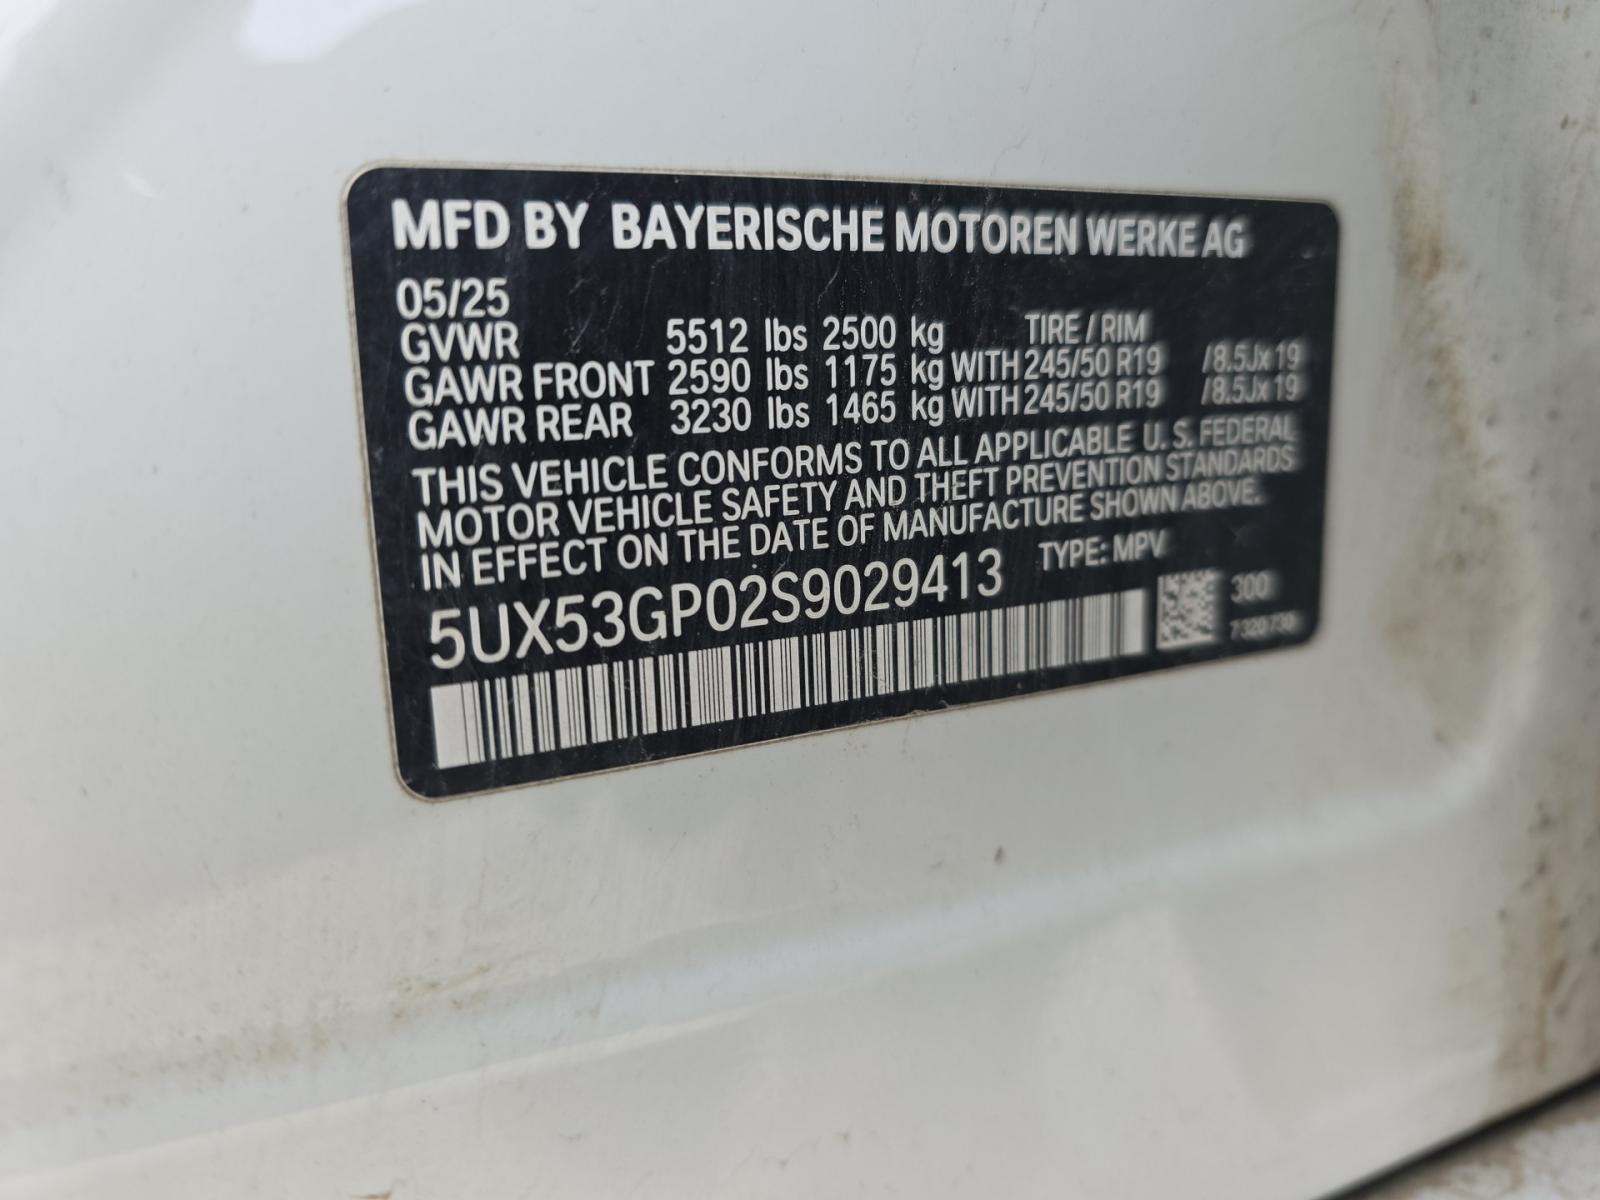 MFD BY BAYERISCHE MOTOREN WERKE AG
05/25
GVWR 5512 lbs 2500 kg TIRE / RIM
GAWR FRONT 2590 lbs 1175 kg WITH 245/50 R19 /8.5Jx19
GAWR REAR 3230 lbs 1465 kg WITH 245/50 R19 /8.5Jx19
THIS VEHICLE CONFORMS TO ALL APPLICABLE U. S. FEDERAL
MOTOR VEHICLE SAFETY AND THEFT PREVENTION STANDARDS
IN EFFECT ON THE DATE OF MANUFACTURE SHOWN ABOVE.
5UX53GP02S9029413 TYPE: MPV
300